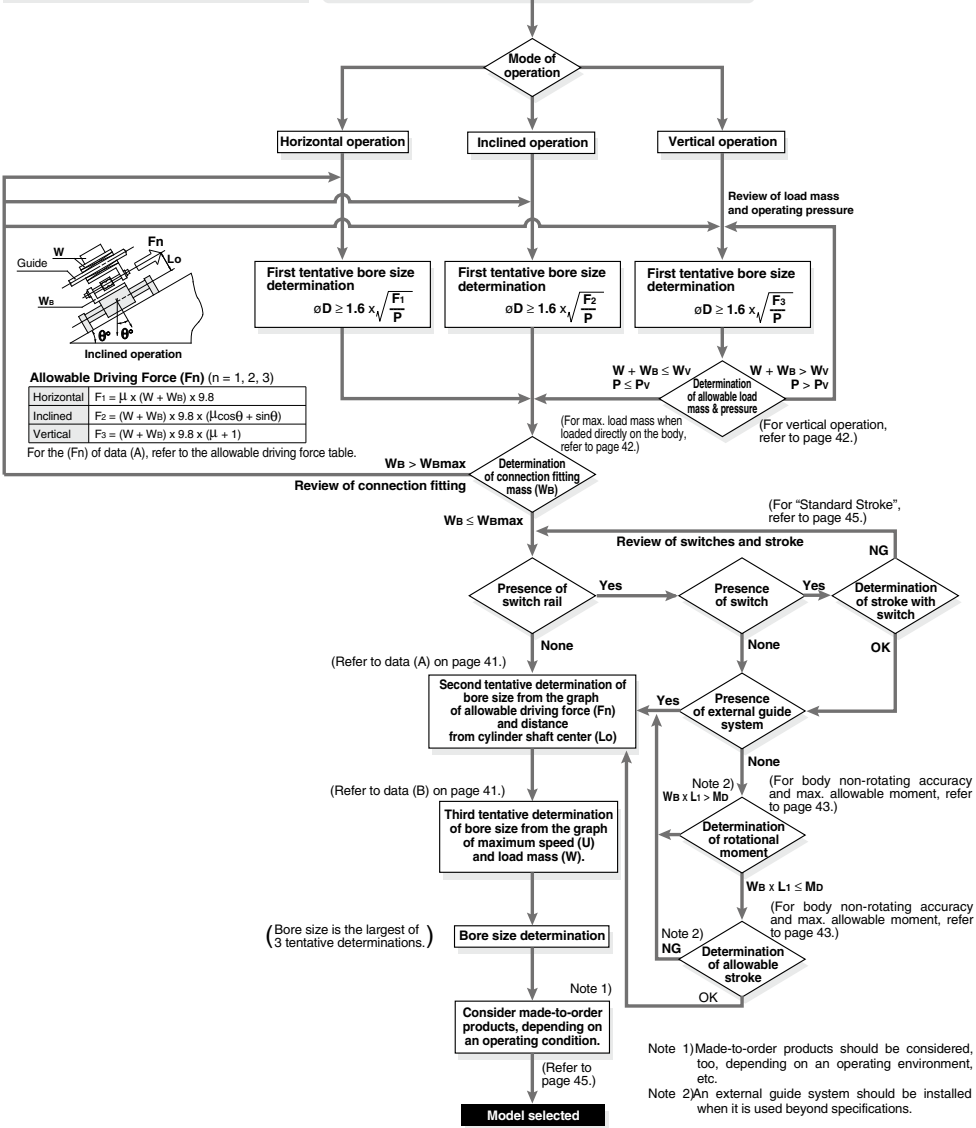 Mode of
operation
Horizontal operation
Inclined operation
Vertical operation
Review of load mass
and operating pressure
W
Fn
Lo
Guide
WB
θ°
θ°
Inclined operation
First tentative bore size
determination
øD ≥ 1.6 x √F1/P
First tentative bore size
determination
øD ≥ 1.6 x √F2/P
First tentative bore size
determination
øD ≥ 1.6 x √F3/P
Allowable Driving Force (Fn) (n = 1, 2, 3)
Horizontal F1 = μ x (W + WB) x 9.8
Inclined F2 = (W + WB) x 9.8 x (μcosθ + sinθ)
Vertical F3 = (W + WB) x 9.8 x (μ + 1)
For the (Fn) of data (A), refer to the allowable driving force table.
W + WB ≤ WV
P ≤ PV
Determination
of allowable load
mass & pressure
W + WB > WV
P > PV
(For max. load mass when
loaded directly on the body,
refer to page 42.)
(For vertical operation,
refer to page 42.)
WB > WBmax
Review of connection fitting
Determination
of connection fitting
mass (WB)
WB ≤ WBmax
(For “Standard Stroke”,
refer to page 45.)
Review of switches and stroke
NG
Presence of
switch rail
Yes
Presence
of switch
Yes
Determination
of stroke with
switch
None
None
OK
(Refer to data (A) on page 41.)
Second tentative determination of
bore size from the graph
of allowable driving force (Fn)
and distance
from cylinder shaft center (Lo)
Yes
Presence
of external guide
system
None
(Refer to data (B) on page 41.)
Note 2)
WB x L1 > MD
(For body non-rotating accuracy
and max. allowable moment, refer
to page 43.)
Third tentative determination
of bore size from the graph
of maximum speed (U)
and load mass (W).
Determination
of rotational
moment
WB x L1 ≤ MD
(For body non-rotating accuracy
and max. allowable moment, refer
to page 43.)
(Bore size is the largest of
3 tentative determinations.)
Bore size determination
Note 2)
NG
Determination
of allowable
stroke
OK
Note 1)
Consider made-to-order
products, depending on
an operating condition.
(Refer to
page 45.)
Model selected
Note 1)Made-to-order products should be considered,
too, depending on an operating environment,
etc.
Note 2)An external guide system should be installed
when it is used beyond specifications.